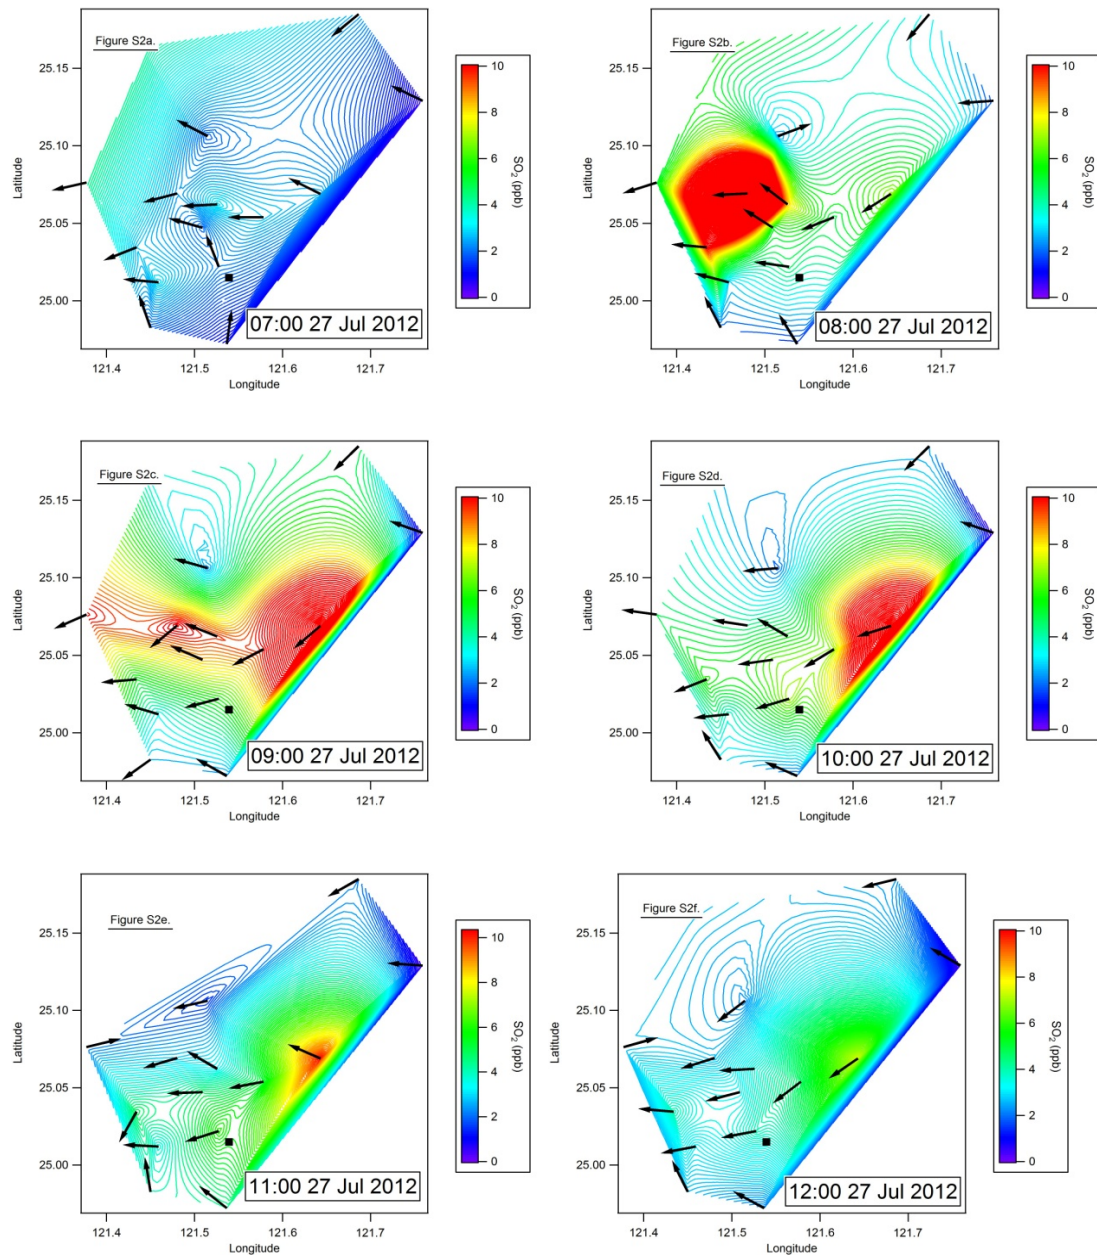 Figure S2a.
25.15
25.10
25.05
25.00
Latitude
121.4 121.5 121.6 121.7
Longitude
07:00 27 Jul 2012
10
8
6
4
2
0
SO2 (ppb)
Figure S2b.
25.15
25.10
25.05
25.00
Latitude
121.4 121.5 121.6 121.7
Longitude
08:00 27 Jul 2012
10
8
6
4
2
0
SO2 (ppb)
Figure S2c.
25.15
25.10
25.05
25.00
Latitude
121.4 121.5 121.6 121.7
Longitude
09:00 27 Jul 2012
10
8
6
4
2
0
SO2 (ppb)
Figure S2d.
25.15
25.10
25.05
25.00
Latitude
121.4 121.5 121.6 121.7
Longitude
10:00 27 Jul 2012
10
8
6
4
2
0
SO2 (ppb)
Figure S2e.
25.15
25.10
25.05
25.00
Latitude
121.4 121.5 121.6 121.7
Longitude
11:00 27 Jul 2012
10
8
6
4
2
0
SO2 (ppb)
Figure S2f.
25.15
25.10
25.05
25.00
Latitude
121.4 121.5 121.6 121.7
Longitude
12:00 27 Jul 2012
10
8
6
4
2
0
SO2 (ppb)